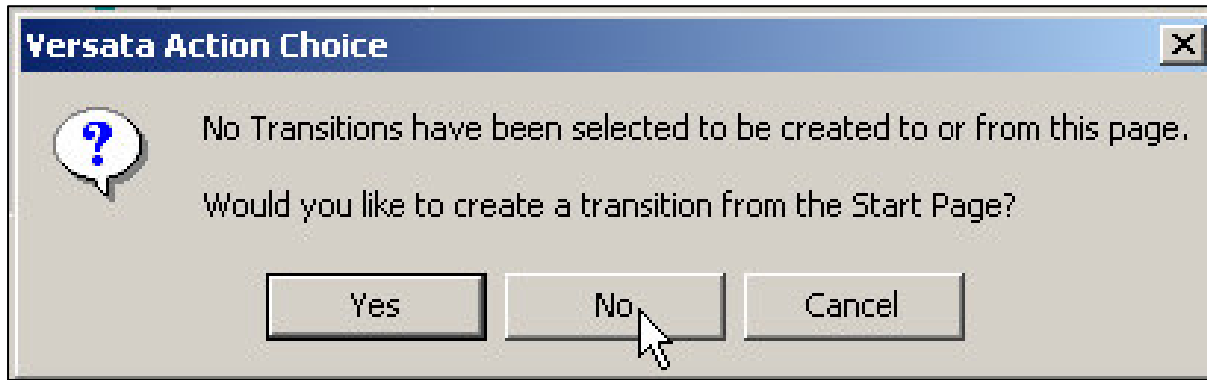 Versata Action Choice
No Transitions have been selected to be created to or from this page.
Would you like to create a transition from the Start Page?
Yes No Cancel